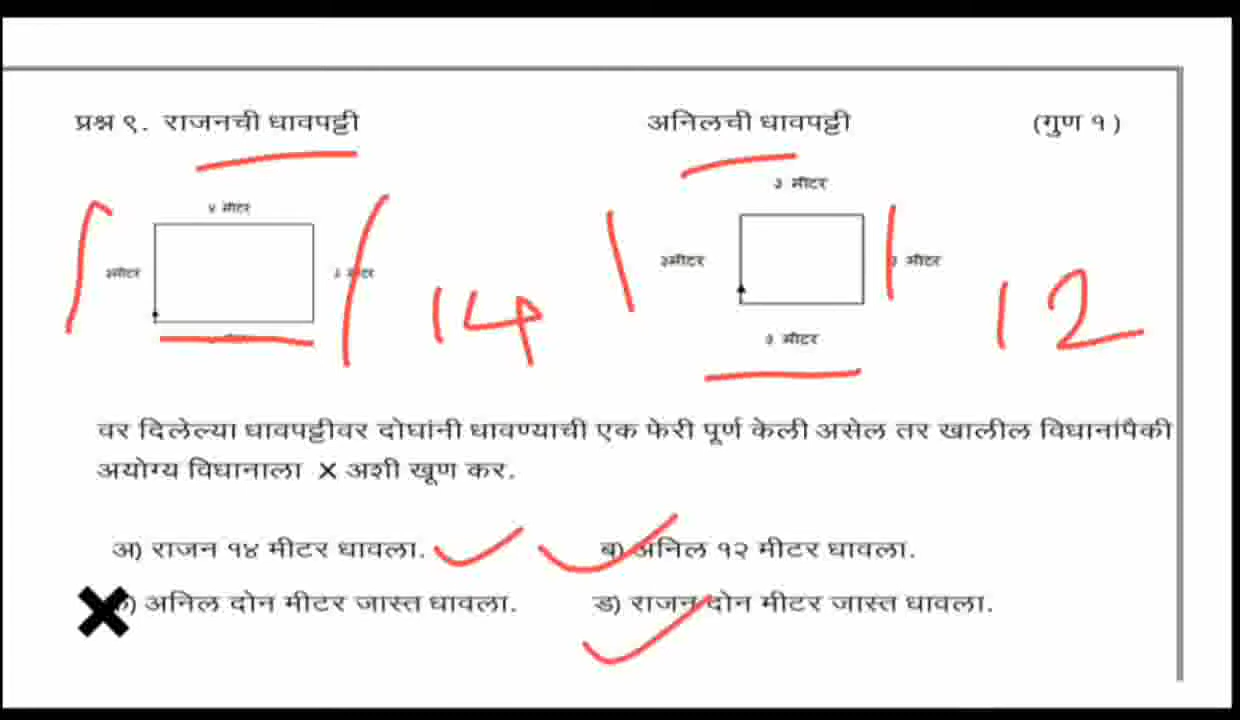 प्रश्न ९. राजनची धावपट्टी अनिलची धावपट्टी (गुण १)
३ मीटर
४ मीटर
३मीटर ३ मीटर ३मीटर ३ मीटर
14 12
३ मीटर
वर दिलेल्या धावपट्टीवर दोघांनी धावण्याची एक फेरी पूर्ण केली असेल तर खालील विधानांपैकी
अयोग्य विधानाला × अशी खूण कर.
अ) राजन १४ मीटर धावला. ब) अनिल १२ मीटर धावला.
अनिल दोन मीटर जास्त धावला. ड) राजन दोन मीटर जास्त धावला.